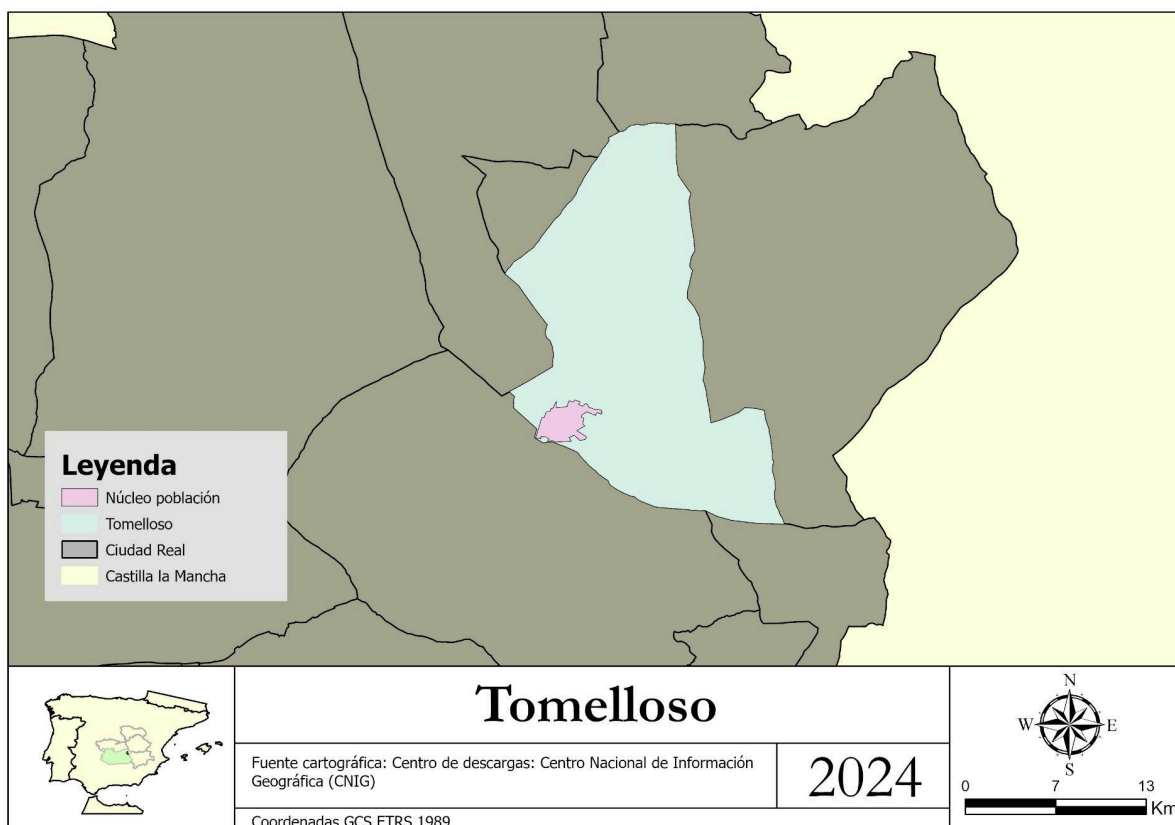 Leyenda
Núcleo población
Tomelloso
Ciudad Real
Castilla la Mancha
Tomelloso
Fuente cartográfica: Centro de descargas: Centro Nacional de Información
Geográfica (CNIG)
2024
Coordenadas GCS ETRS 1989
N
W E
S
0 7 13
Km